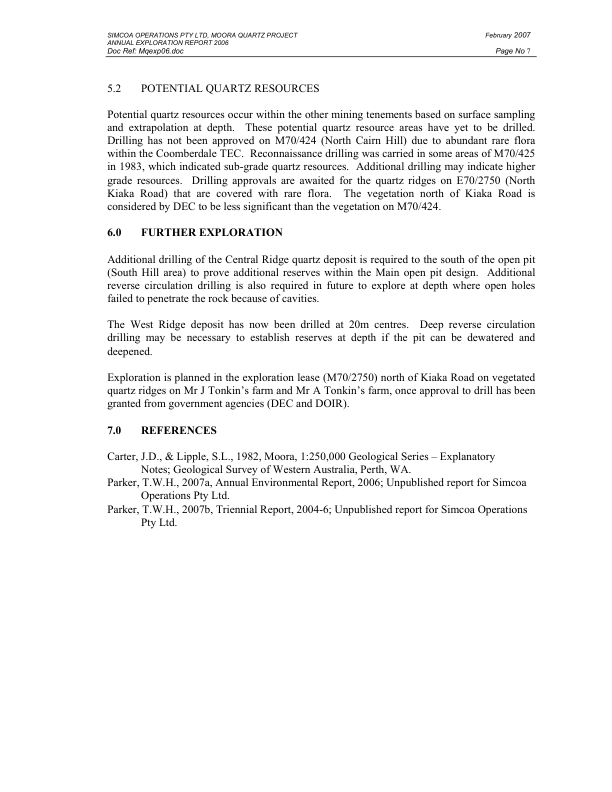 SIMCOA OPERATIONS PTY LTD, MOORA QUARTZ PROJECT February 2007
ANNUAL EXPLORATION REPORT 2006
Doc Ref: Mqexp06.doc Page No 7
5.2 POTENTIAL QUARTZ RESOURCES
Potential quartz resources occur within the other mining tenements based on surface sampling
and extrapolation at depth. These potential quartz resource areas have yet to be drilled.
Drilling has not been approved on M70/424 (North Cairn Hill) due to abundant rare flora
within the Coomberdale TEC. Reconnaissance drilling was carried in some areas of M70/425
in 1983, which indicated sub-grade quartz resources. Additional drilling may indicate higher
grade resources. Drilling approvals are awaited for the quartz ridges on E70/2750 (North
Kiaka Road) that are covered with rare flora. The vegetation north of Kiaka Road is
considered by DEC to be less significant than the vegetation on M70/424.
6.0 FURTHER EXPLORATION
Additional drilling of the Central Ridge quartz deposit is required to the south of the open pit
(South Hill area) to prove additional reserves within the Main open pit design. Additional
reverse circulation drilling is also required in future to explore at depth where open holes
failed to penetrate the rock because of cavities.
The West Ridge deposit has now been drilled at 20m centres. Deep reverse circulation
drilling may be necessary to establish reserves at depth if the pit can be dewatered and
deepened.
Exploration is planned in the exploration lease (M70/2750) north of Kiaka Road on vegetated
quartz ridges on Mr J Tonkin's farm and Mr A Tonkin's farm, once approval to drill has been
granted from government agencies (DEC and DOIR).
7.0 REFERENCES
Carter, J.D., & Lipple, S.L., 1982, Moora, 1:250,000 Geological Series – Explanatory
Notes; Geological Survey of Western Australia, Perth, WA.
Parker, T.W.H., 2007a, Annual Environmental Report, 2006; Unpublished report for Simcoa
Operations Pty Ltd.
Parker, T.W.H., 2007b, Triennial Report, 2004-6; Unpublished report for Simcoa Operations
Pty Ltd.